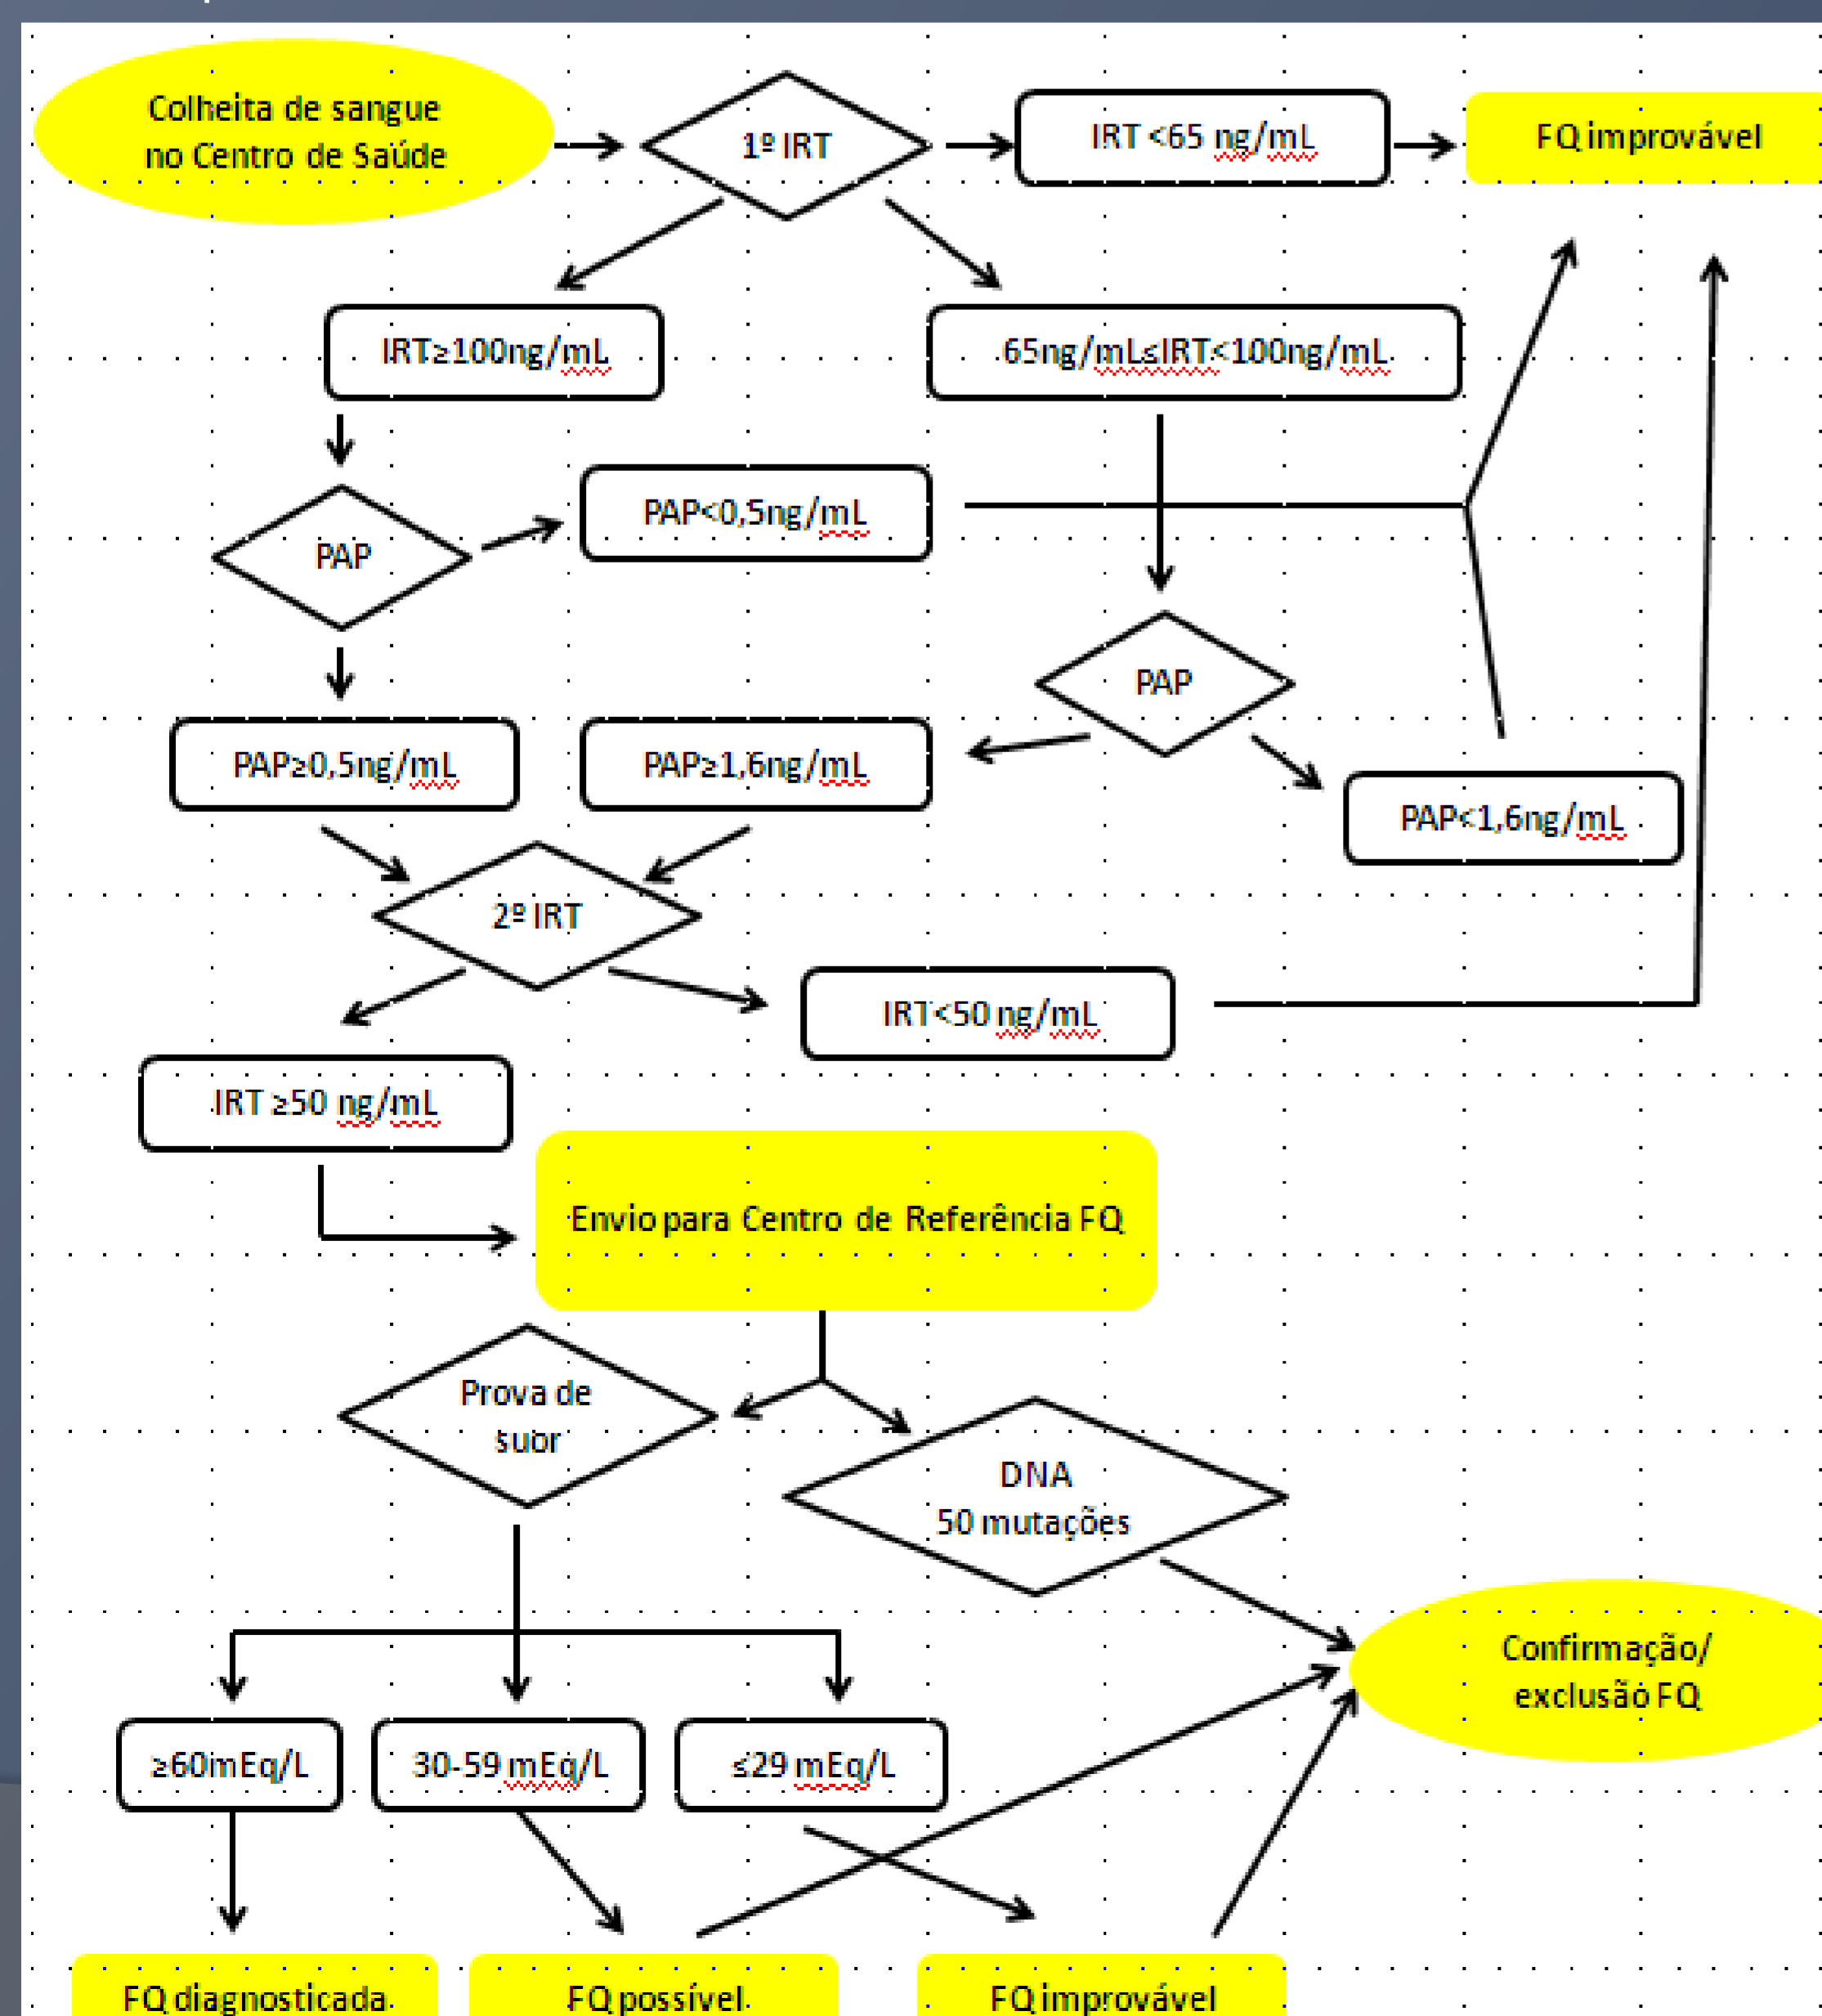 Colheita de sangue
no Centro de Saúde
1º IRT
IRT <65 ng/mL
FQ improvável
IRT≥100ng/mL
65ng/mL≤IRT<100ng/mL
PAP<0,5ng/mL
PAP
PAP
PAP≥0,5ng/mL
PAP≥1,6ng/mL
PAP<1,6ng/mL
2º IRT
IRT<50 ng/mL
IRT ≥50 ng/mL
Envio para Centro de Referência FQ
Prova de
suor
DNA
50 mutações
Confirmação/
exclusão FQ
≥60mEq/L
30-59 mEq/L
≤29 mEq/L
FQ diagnosticada
FQ possível
FQ improvável